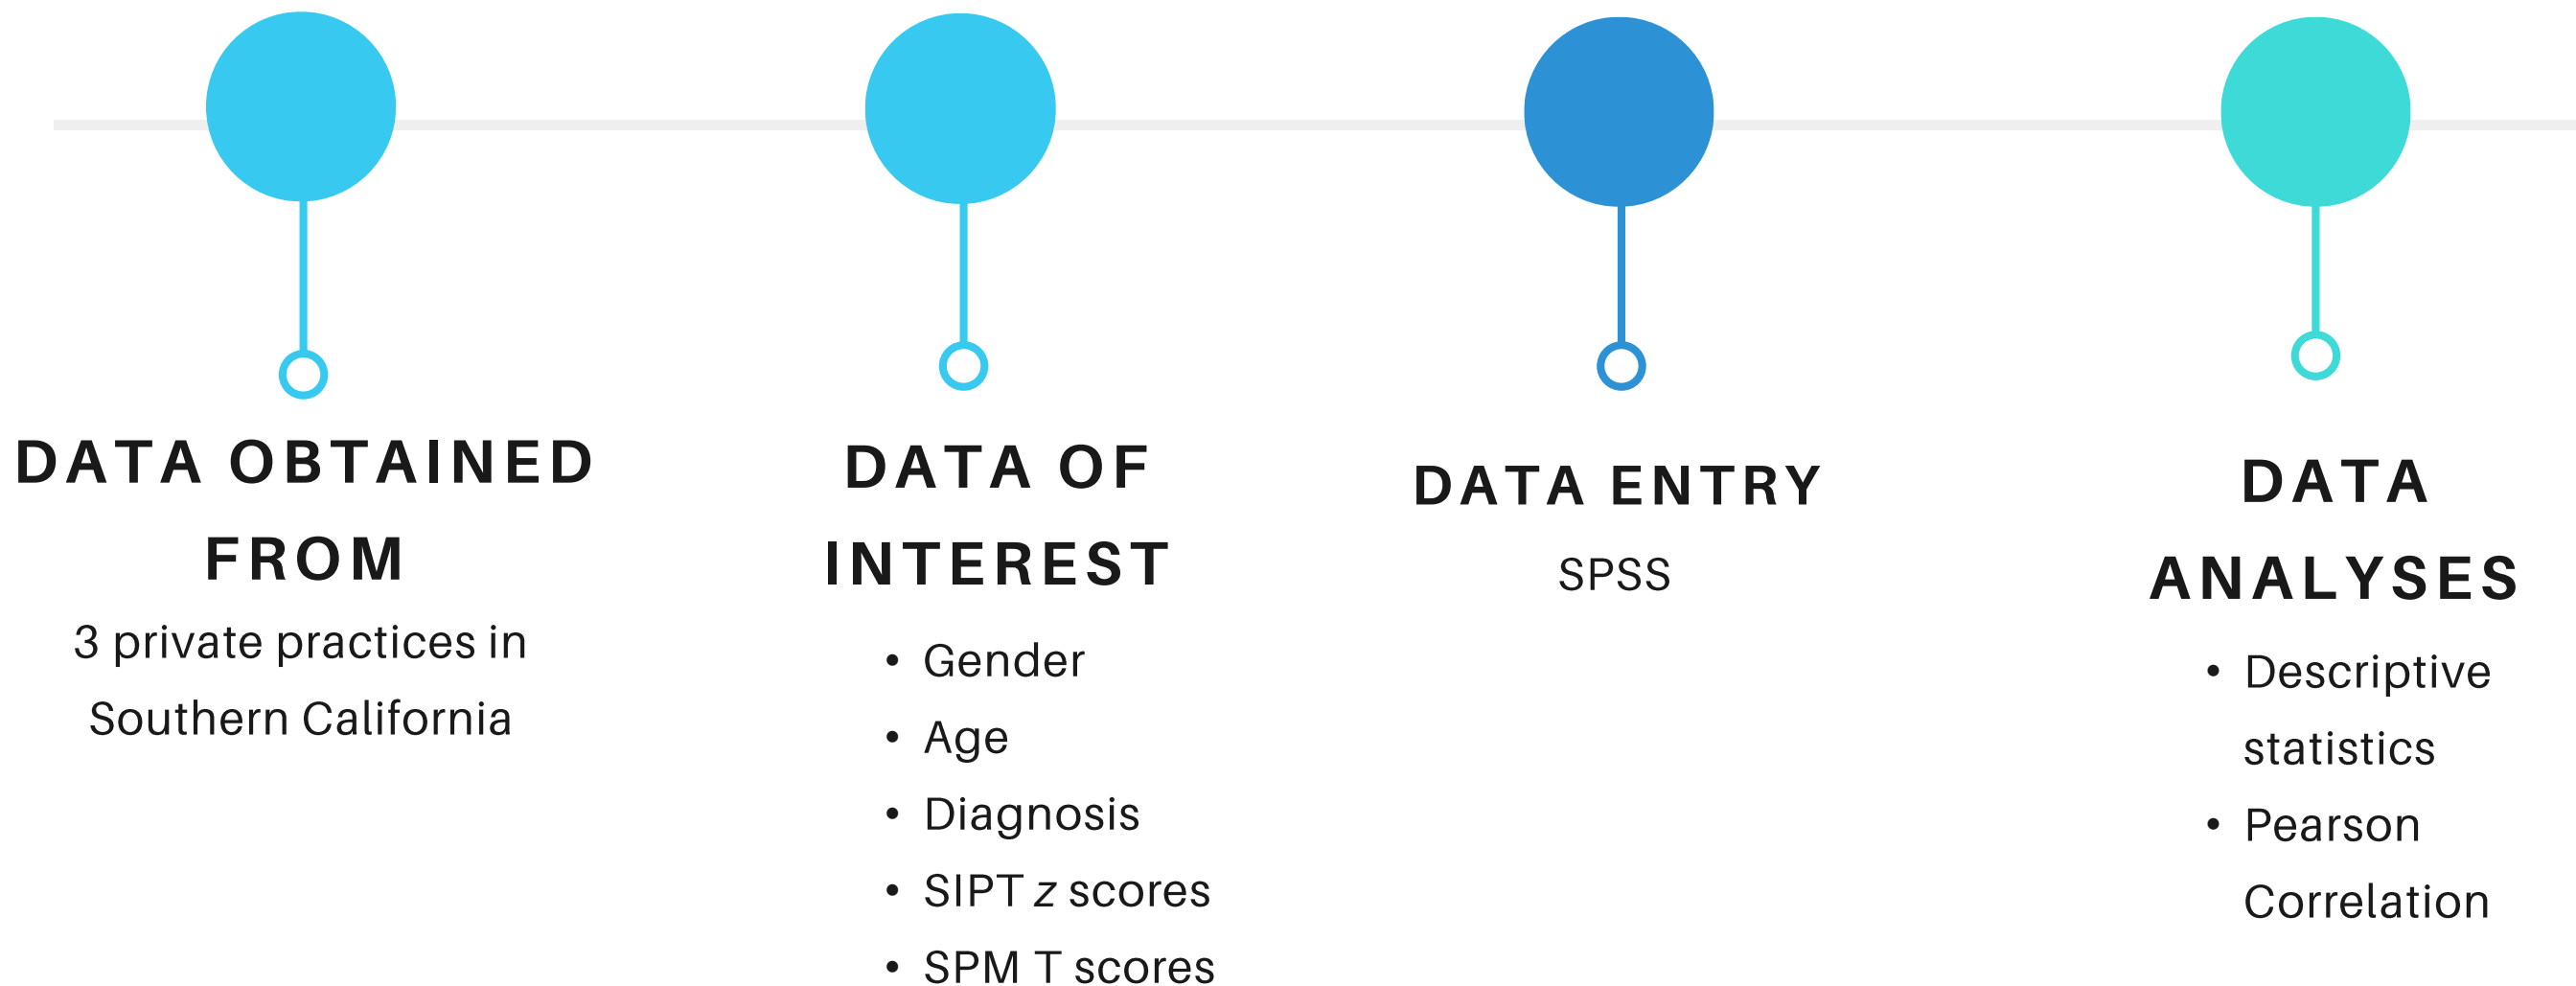 DATA OBTAINED
FROM
3 private practices in
Southern California
DATA OF
INTEREST
• Gender
• Age
• Diagnosis
• SIPT z scores
• SPM T scores
DATA ENTRY
SPSS
DATA
ANALYSES
• Descriptive
statistics
• Pearson
Correlation